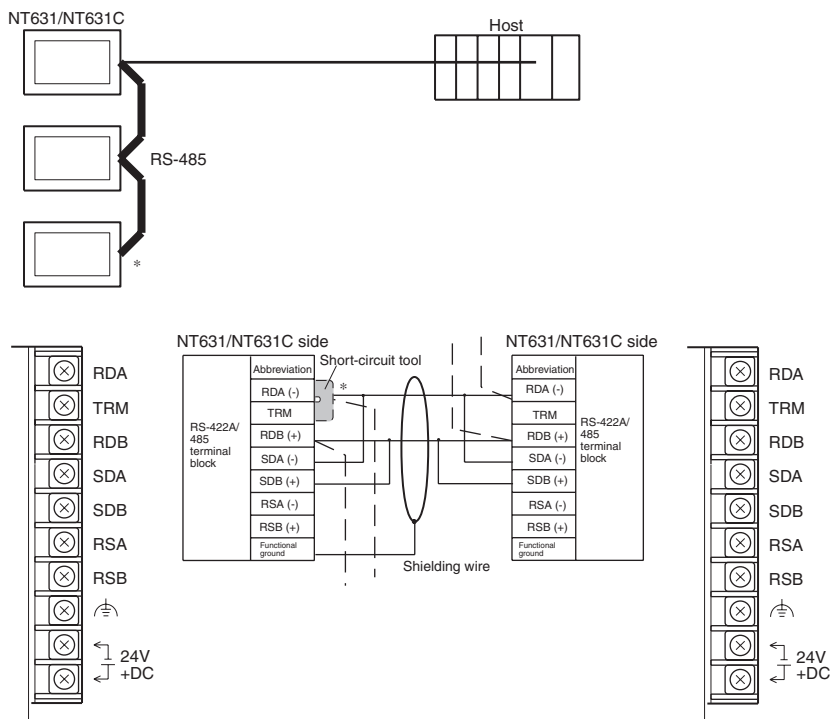 NT631/NT631C
Host
RS-485
*
NT631/NT631C side
Short-circuit tool
*
RS-422A/
485
terminal
block
Abbreviation
RDA (-)
TRM
RDB (+)
SDA (-)
SDB (+)
RSA (-)
RSB (+)
Functional
ground
Shielding wire
NT631/NT631C side
Abbreviation
RDA (-)
TRM
RDB (+)
SDA (-)
SDB (+)
RSA (-)
RSB (+)
Functional
ground
RS-422A/
485
terminal
block
RDA
TRM
RDB
SDA
SDB
RSA
RSB
24V
+DC
RDA
TRM
RDB
SDA
SDB
RSA
RSB
24V
+DC